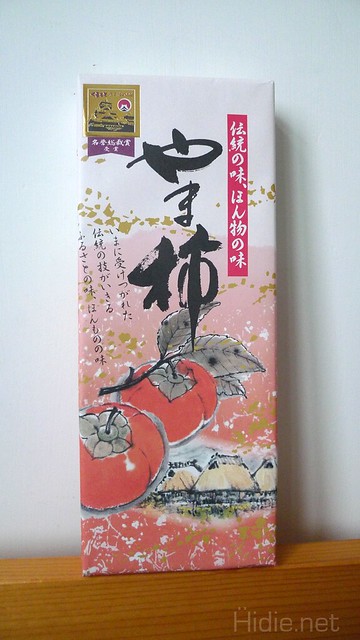 伝統の味、ほん物の味
やま柿
名誉総裁賞
受賞
いまに受けつがれた
伝統の技がいきる
ふるさとの味、ほんものの味
Hidie.net